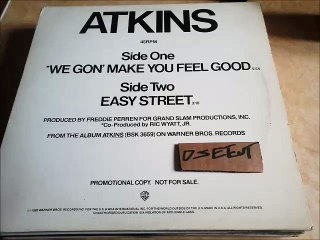 ATKINS
45RPM
Side One
"WE GON' MAKE YOU FEEL GOOD
Side Two
EASY STREET
PRODUCED BY FREDDIE PERREN FOR GRAND SLAM PRODUCTIONS, INC.
*Co-Produced by RIC WYATT, JR.
FROM THE ALBUM ATKINS (BSK 3659) ON WARNER BROS. RECORDS
PROMOTIONAL COPY. NOT FOR SALE.